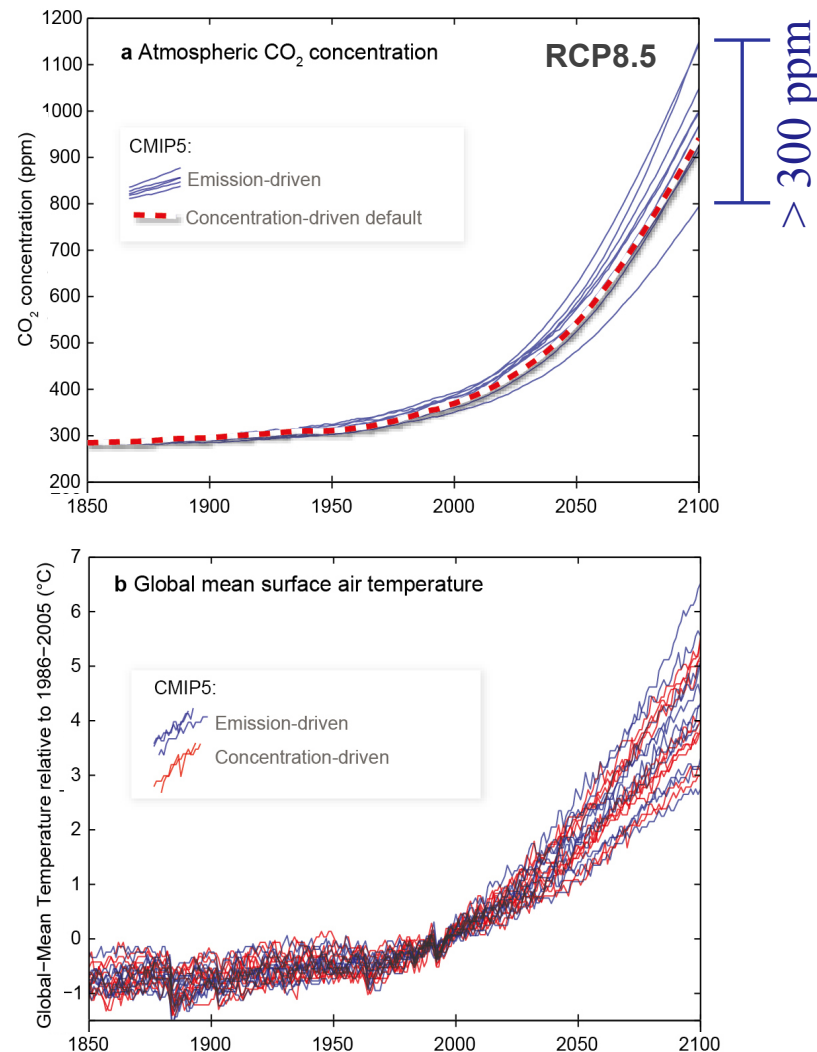 1200
1100
1000
900
800
700
600
500
400
300
200
CO2 concentration (ppm)
a Atmospheric CO2 concentration
RCP8.5
CMIP5:
Emission-driven
Concentration-driven default
> 300 ppm
1850 1900 1950 2000 2050 2100
7
6
5
4
3
2
1
0
−1
Global−Mean Temperature relative to 1986−2005 (°C)
b Global mean surface air temperature
CMIP5:
Emission-driven
Concentration-driven
1850 1900 1950 2000 2050 2100